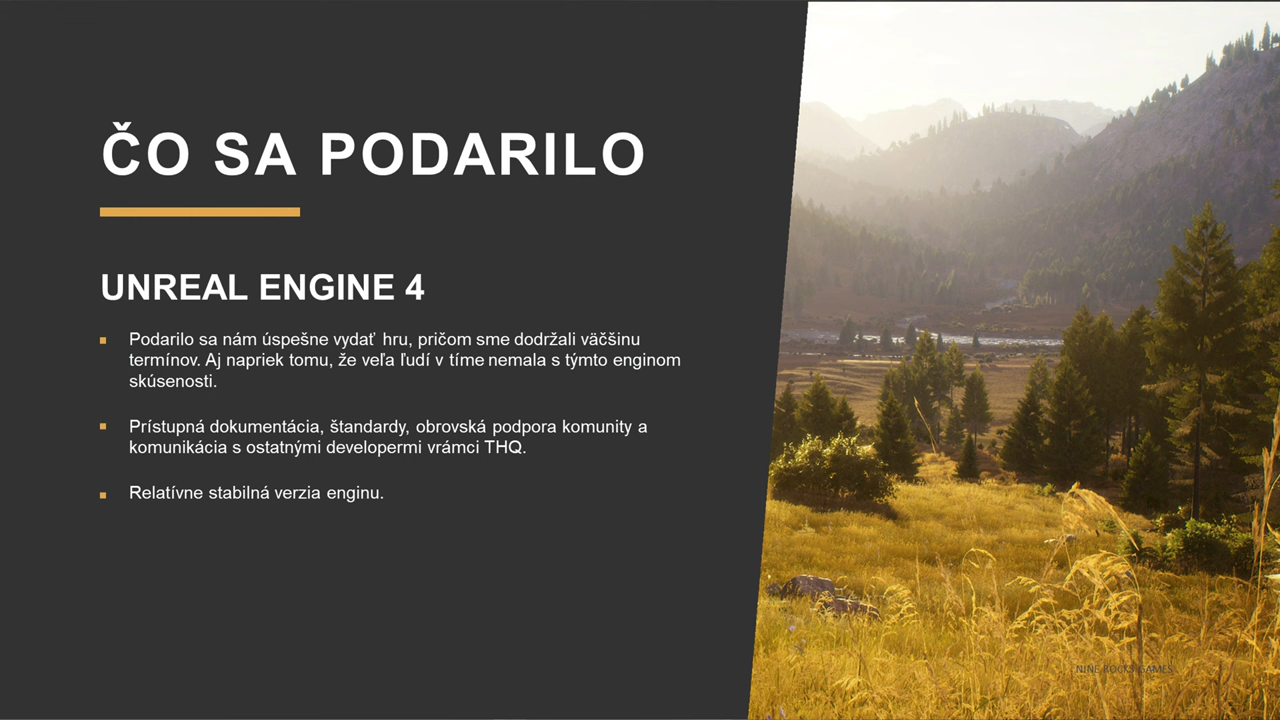 ČO SA PODARILO
UNREAL ENGINE 4
Podarilo sa nám úspešne vydať hru, pričom sme dodržali väčšinu
termínov. Aj napriek tomu, že veľa ľudí v tíme nemala s týmto enginom
skúsenosti.
Prístupná dokumentácia, štandardy, obrovská podpora komunity a
komunikácia s ostatnými developermi vrámci THQ.
Relatívne stabilná verzia enginu.
NINE ROCKS GAMES